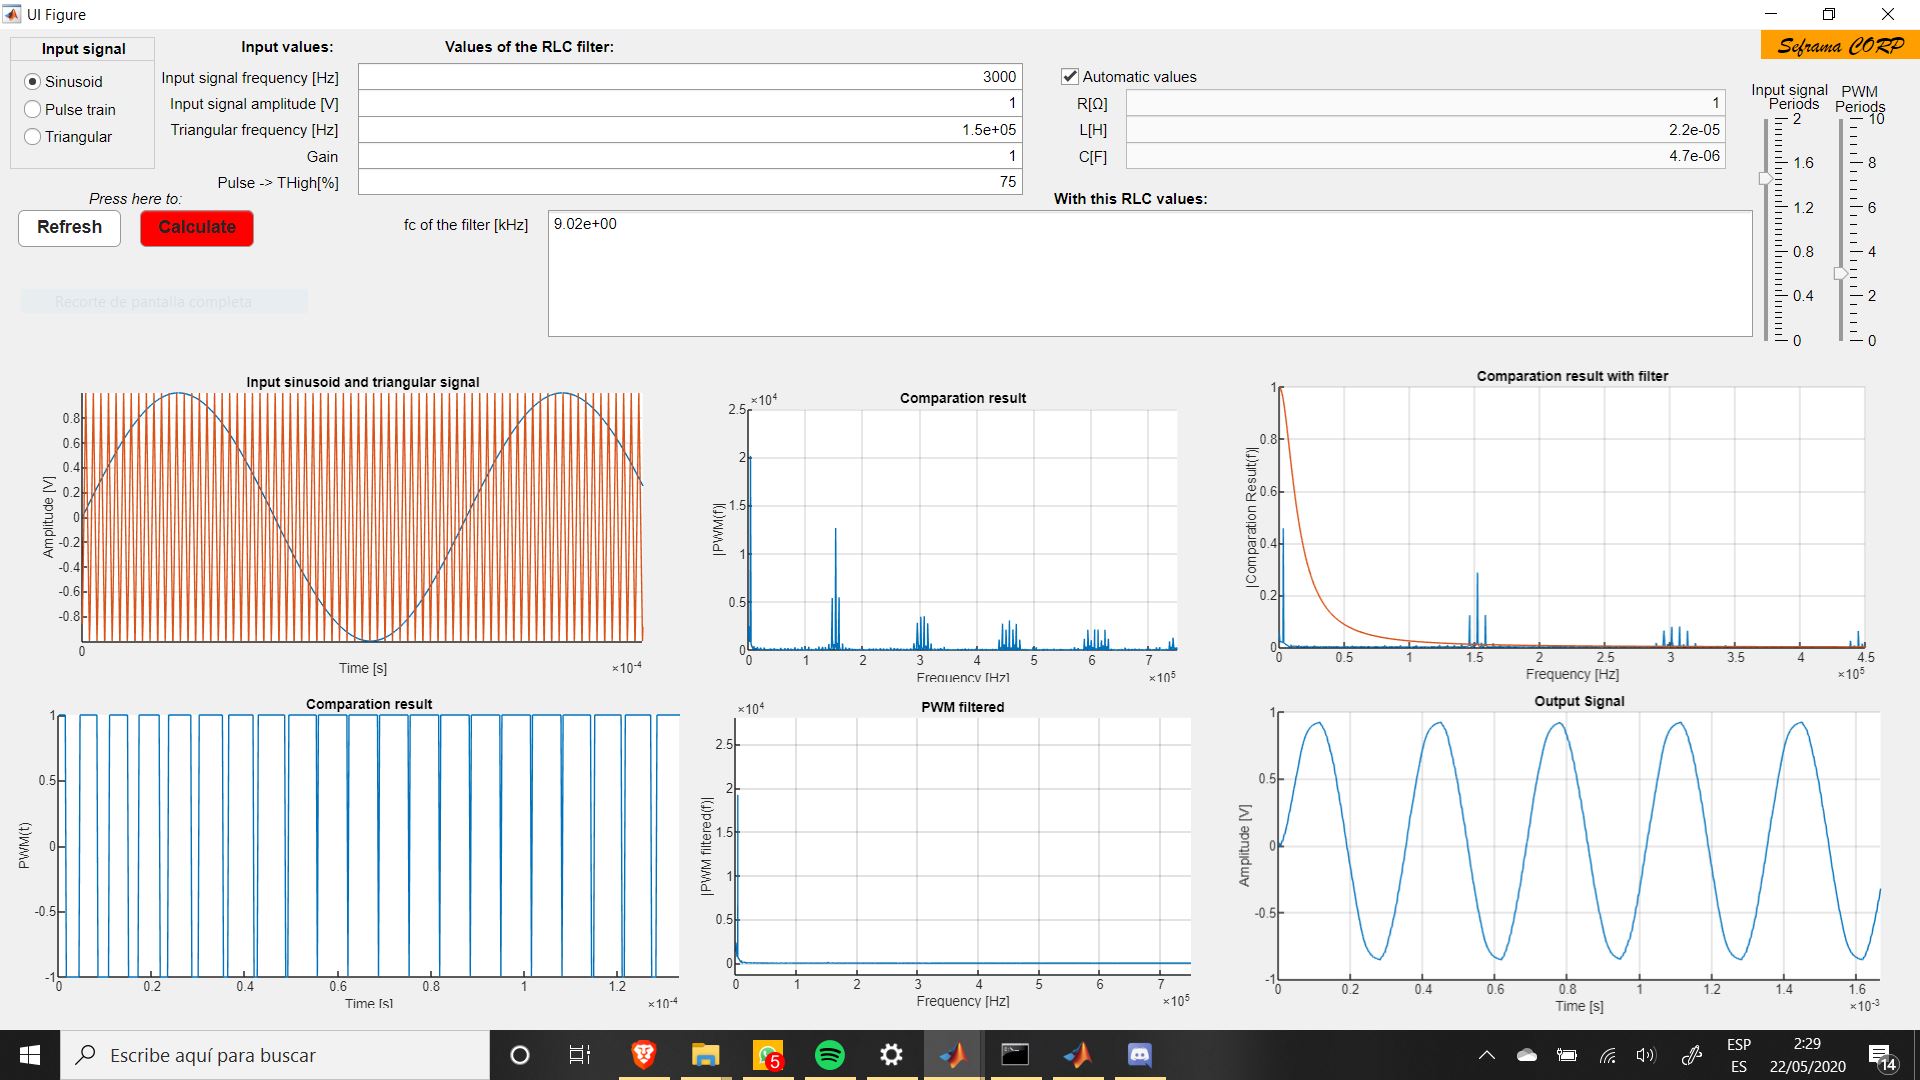 UI Figure
Input signal
Sinusoid
Pulse train
Triangular
Input values:
Values of the RLC filter:
Input signal frequency [Hz] 3000
Input signal amplitude [V] 1
Triangular frequency [Hz] 1.5e+05
Gain 1
Pulse -> THigh[%] 75
Automatic values
R[Ω] 1
L[H] 2.2e-05
C[F] 4.7e-06
Seframa CORP
Input signal Periods
2
1.6
1.2
0.8
0.4
0
PWM Periods
10
8
6
4
2
0
Press here to:
Refresh
Calculate
With this RLC values:
fc of the filter [kHz] 9.02e+00
Recorte de pantalla completa
Input sinusoid and triangular signal
Amplitude [V]
0.8
0.6
0.4
0.2
0
-0.2
-0.4
-0.6
-0.8
0
Time [s]
×10-4
Comparation result
×10⁴
|PWM(f)|
2.5
2
1.5
1
0.5
0
0 1 2 3 4 5 6 7
Frequency [Hz]
×10⁵
Comparation result with filter
|Comparation Result(f)|
1
0.8
0.6
0.4
0.2
0
0 0.5 1 1.5 2 2.5 3 3.5 4 4.5
Frequency [Hz]
×10⁵
Comparation result
PWM(t)
1
0.5
0
-0.5
-1
0 0.2 0.4 0.6 0.8 1 1.2
Time [s]
×10-4
PWM filtered
×10⁴
|PWM filtered(f)|
2.5
2
1.5
1
0.5
0
0 1 2 3 4 5 6 7
Frequency [Hz]
×10⁵
Output Signal
Amplitude [V]
1
0.5
0
-0.5
-1
0 0.2 0.4 0.6 0.8 1 1.2 1.4 1.6
Time [s]
×10-3
Escribe aquí para buscar
5
ESP
ES
2:29
22/05/2020
14